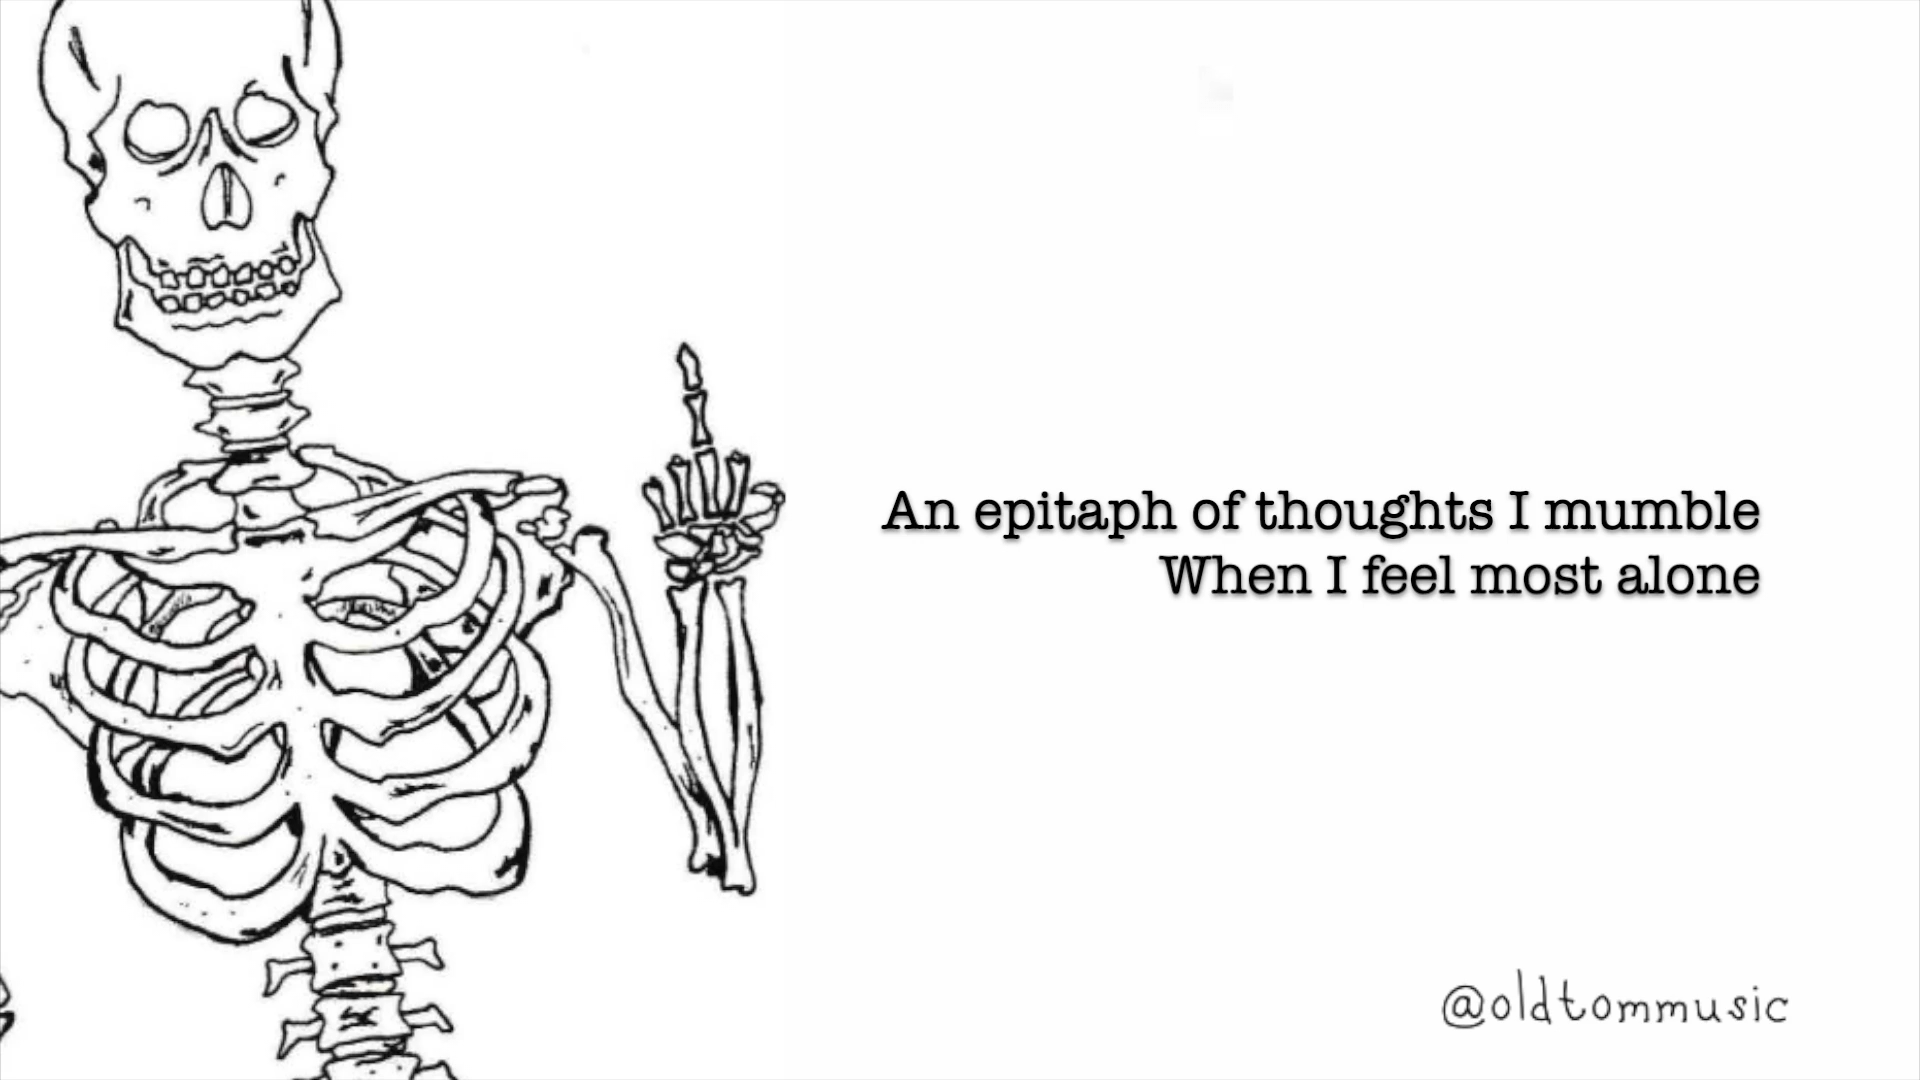 An epitaph of thoughts I mumble
When I feel most alone
@oldtommusic